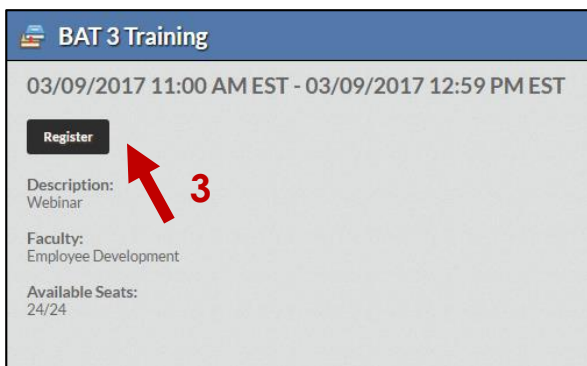 BAT 3 Training
03/09/2017 11:00 AM EST - 03/09/2017 12:59 PM EST
Register
3
Description:
Webinar
Faculty:
Employee Development
Available Seats:
24/24